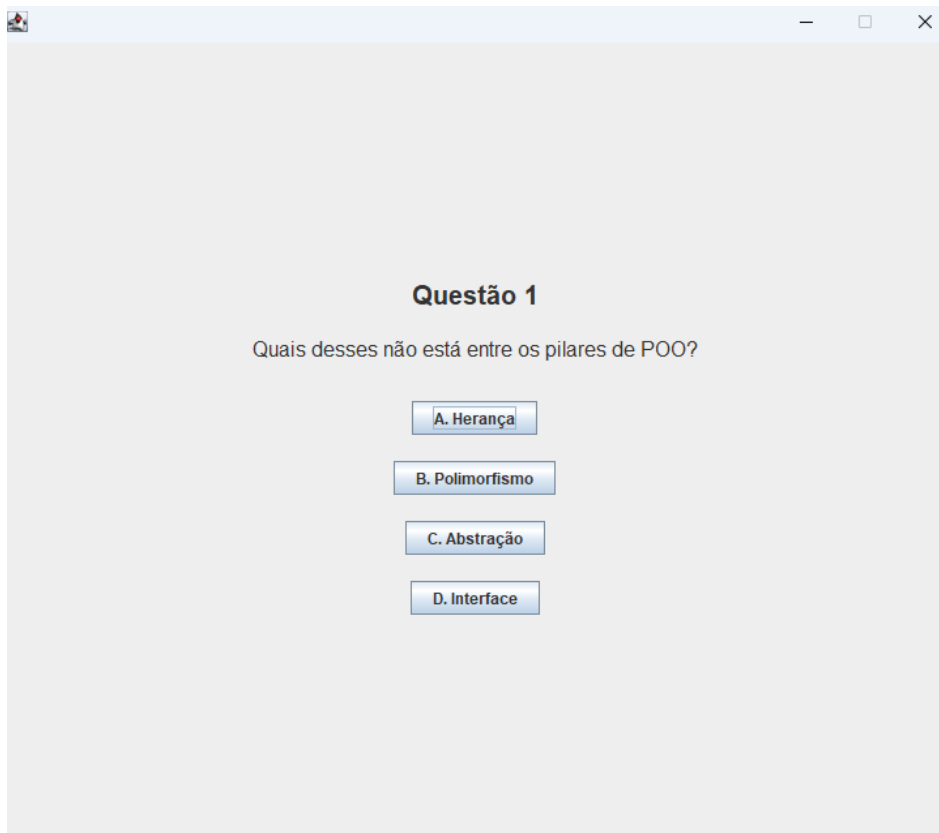 Questão 1
Quais desses não está entre os pilares de POO?
A. Herança
B. Polimorfismo
C. Abstração
D. Interface